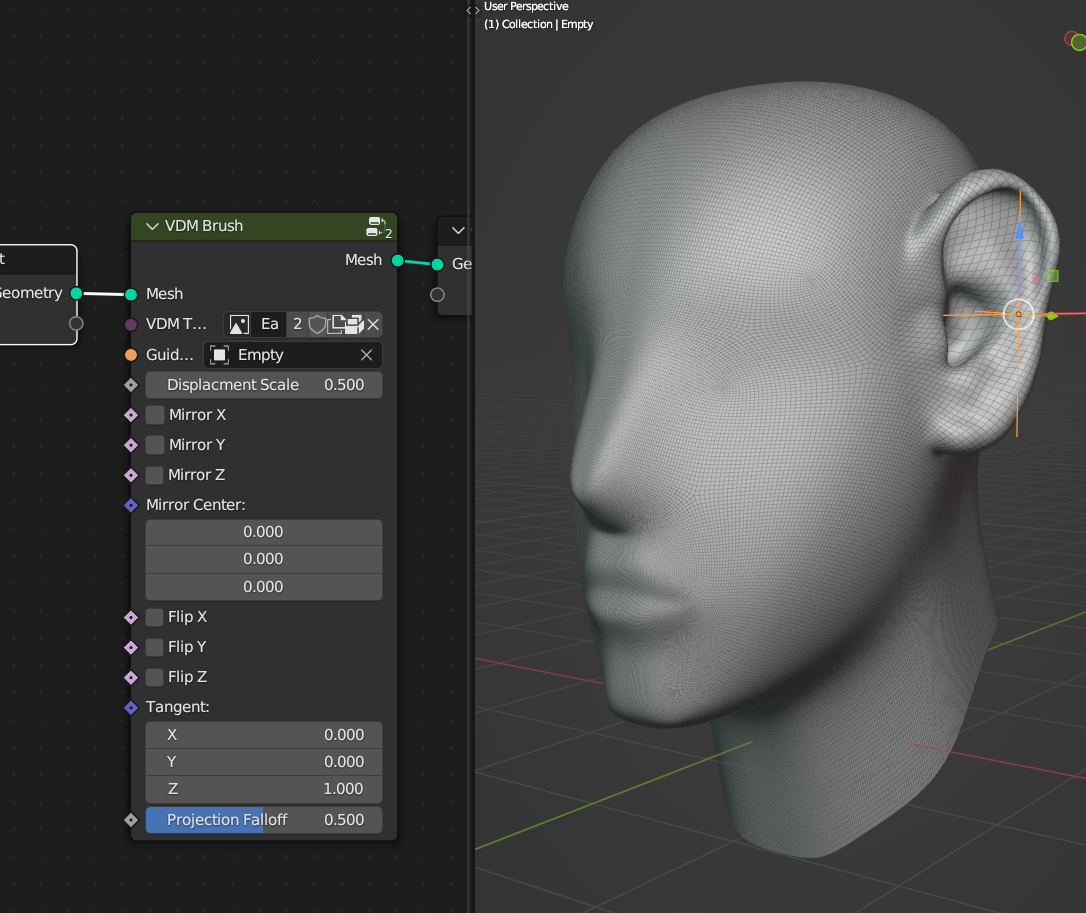 User Perspective
(1) Collection | Empty
VDM Brush
2
Mesh
Ge
Geometry
Mesh
VDM T...
Ea
2
Guid...
Empty
Displacment Scale 0.500
Mirror X
Mirror Y
Mirror Z
Mirror Center:
0.000
0.000
0.000
Flip X
Flip Y
Flip Z
Tangent:
X 0.000
Y 0.000
Z 1.000
Projection Falloff 0.500